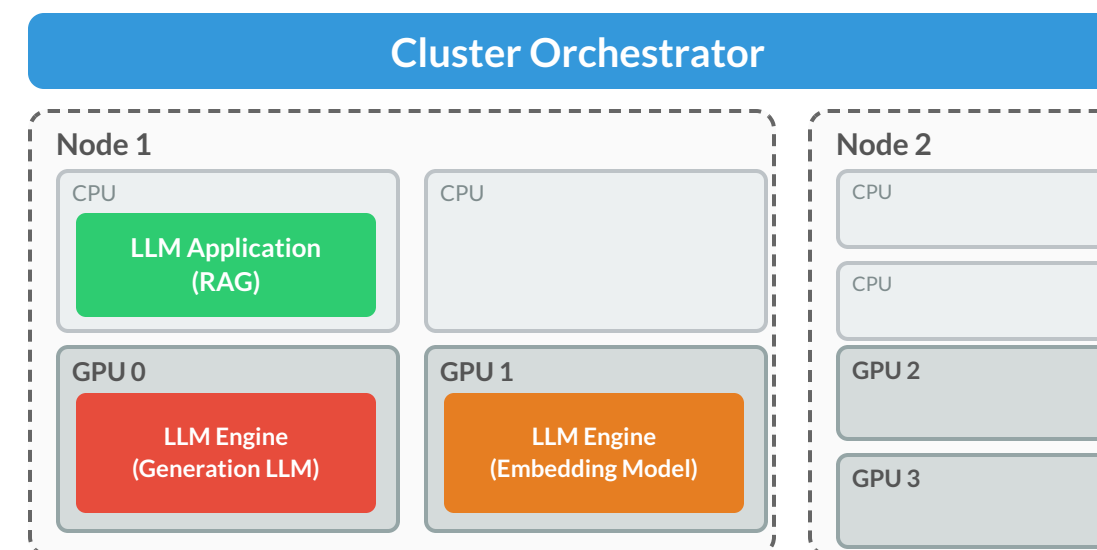 Cluster Orchestrator
Node 1
CPU
LLM Application
(RAG)
CPU
GPU 0
LLM Engine
(Generation LLM)
GPU 1
LLM Engine
(Embedding Model)
Node 2
CPU
CPU
GPU 2
GPU 3